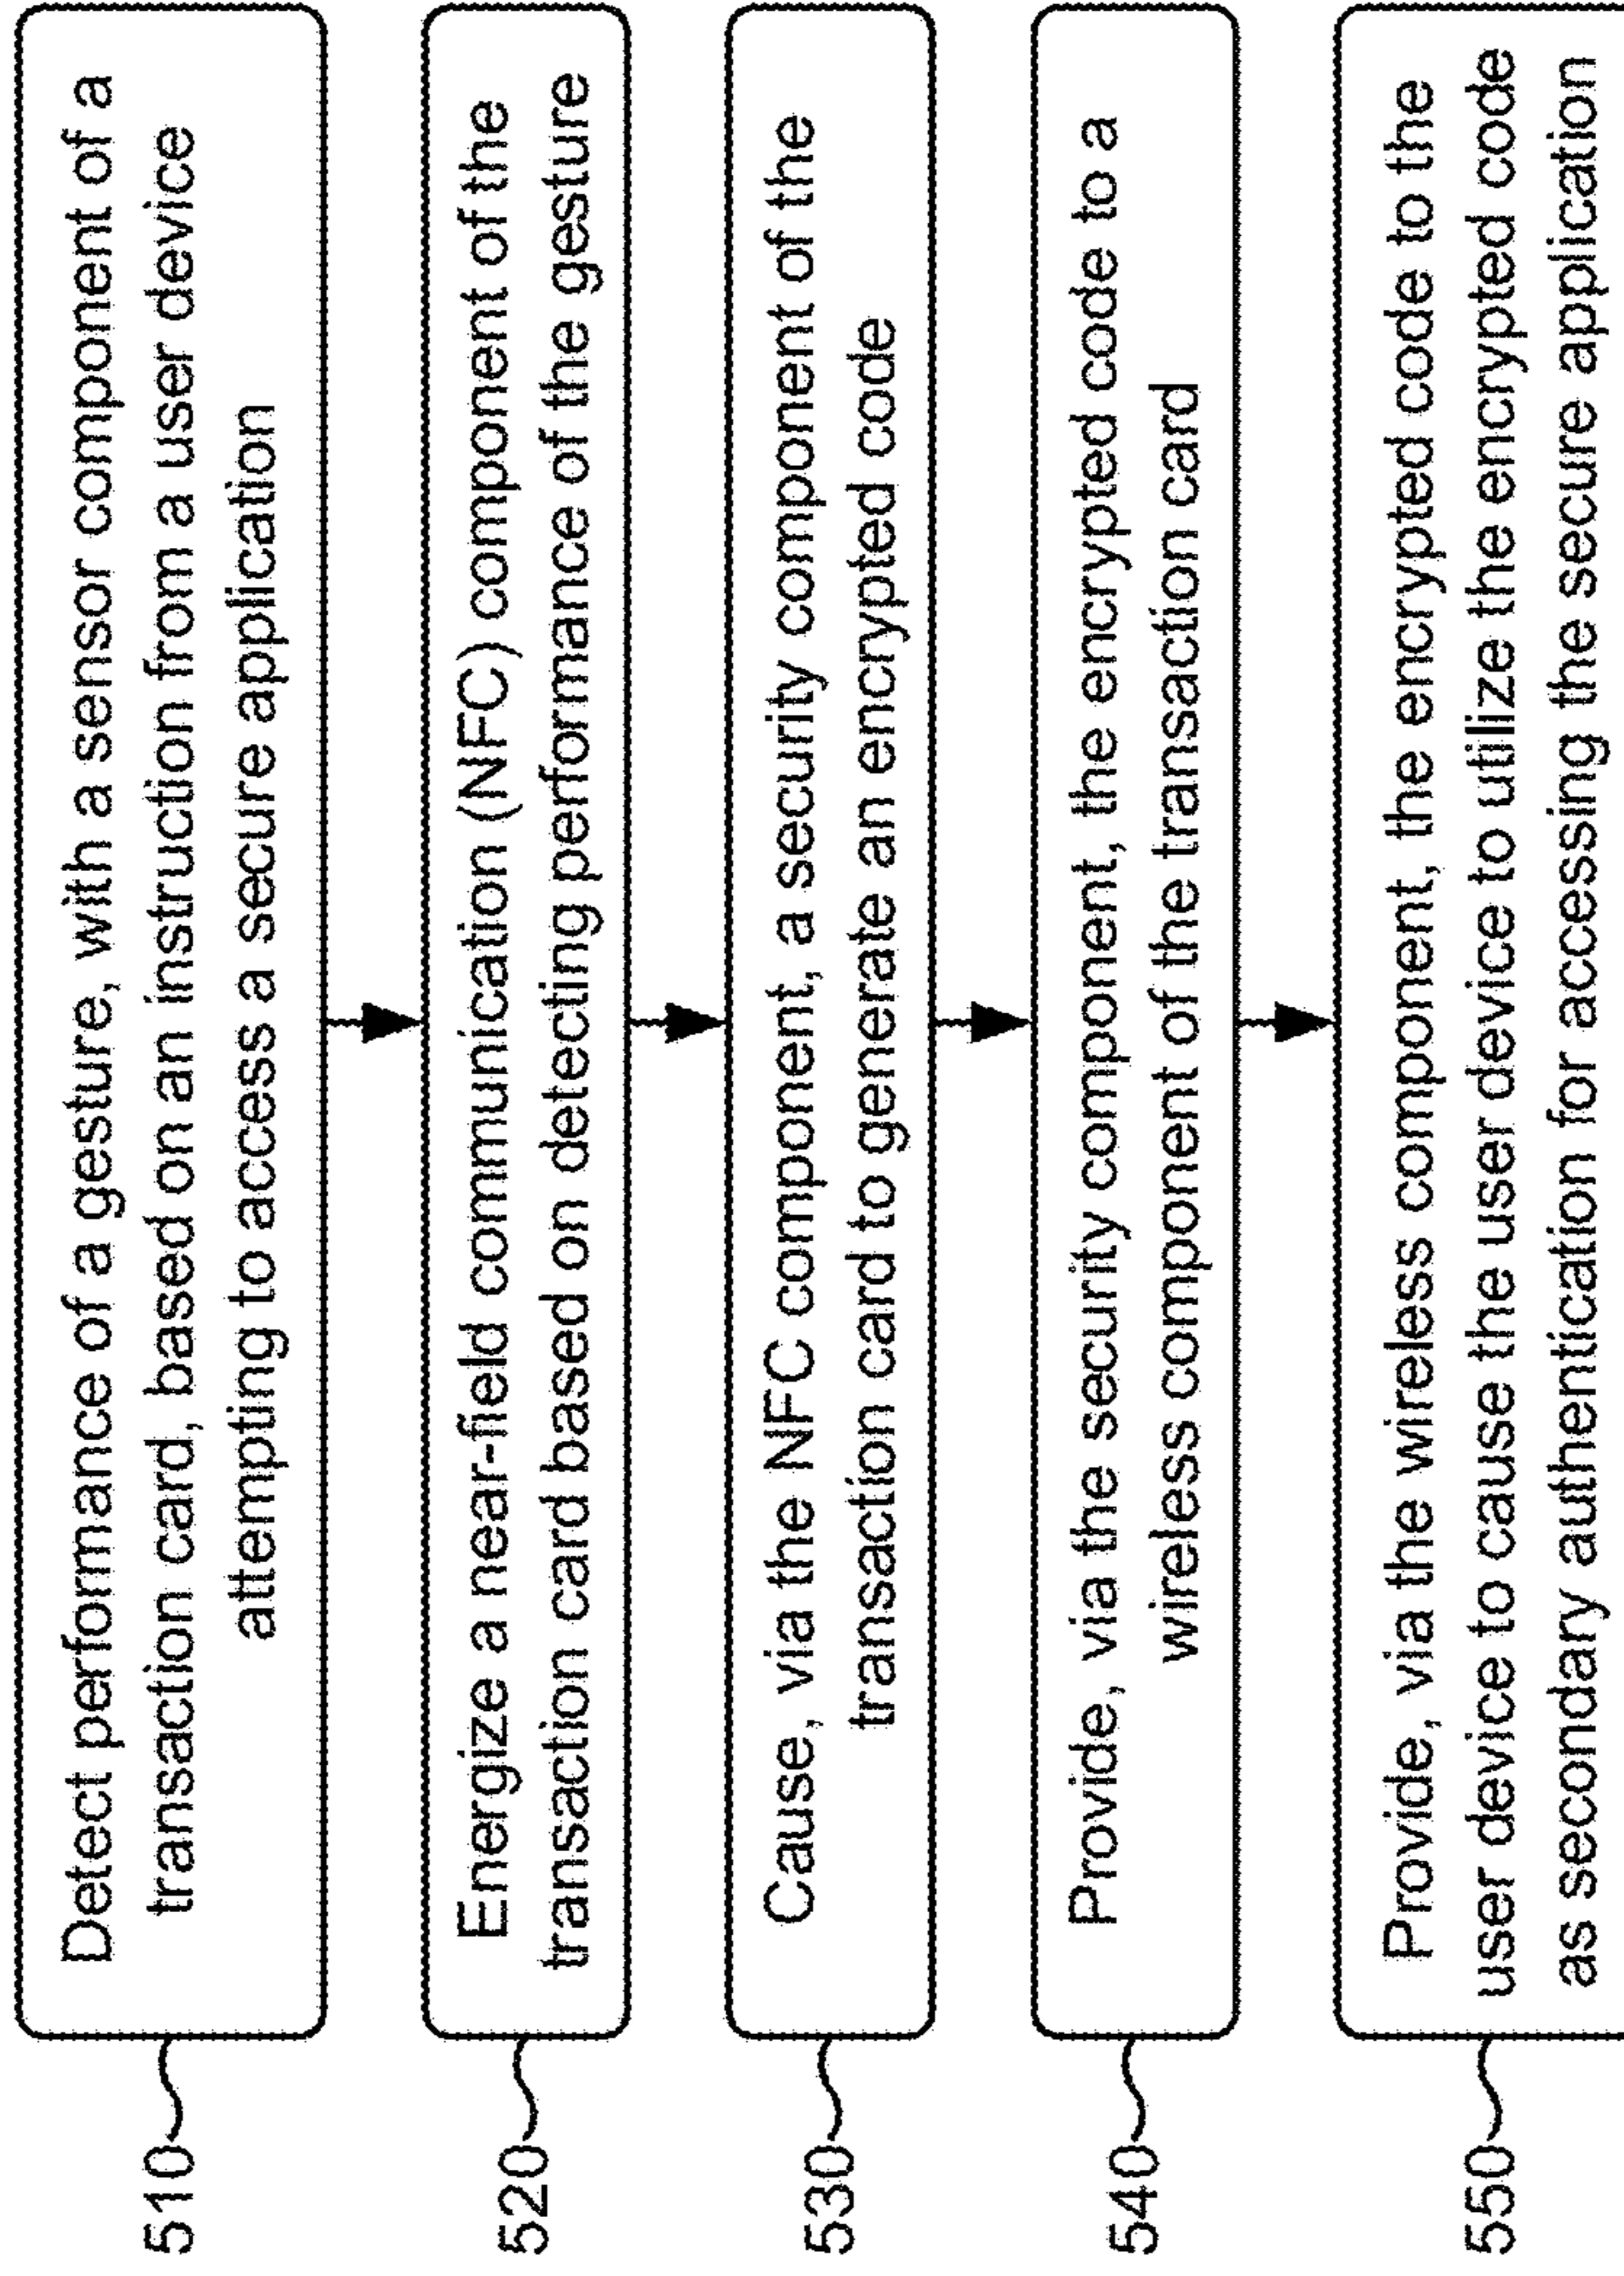 510
Detect performance of a gesture, with a sensor component of a
transaction card, based on an instruction from a user device
attempting to access a secure application
520
Energize a near-field communication (NFC) component of the
transaction card based on detecting performance of the gesture
530
Cause, via the NFC component, a security component of the
transaction card to generate an encrypted code
540
Provide, via the security component, the encrypted code to a
wireless component of the transaction card
550
Provide, via the wireless component, the encrypted code to the
user device to cause the user device to utilize the encrypted code
as secondary authentication for accessing the secure application